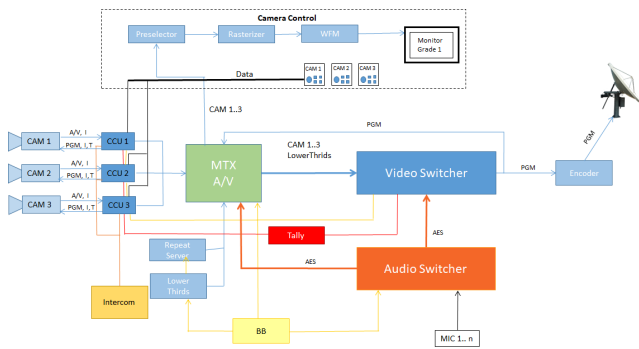 Camera Control
Preselector
Rasterizer
WFM
Monitor
Grade 1
CAM 1
CAM 2
CAM 3
Data
CAM 1..3
PGM
CAM 1
A/V, I
PGM, I,T
CCU 1
CAM 2
A/V, I
PGM, I,T
CCU 2
CAM 3
A/V, I
PGM, I,T
CCU 3
MTX
A/V
CAM 1..3
LowerThrids
Video Switcher
PGM
Encoder
PGM
Tally
Repeat
Server
Lower
Thirds
AES
AES
Audio Switcher
Intercom
BB
MIC 1.. n